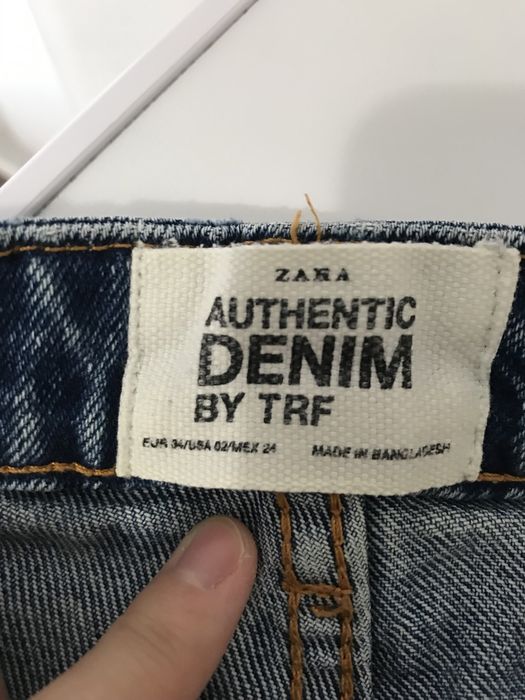 ZARA
AUTHENTIC
DENIM
BY TRF
EUR 34/USA 02/MEX 24 MADE IN BANGLADESH